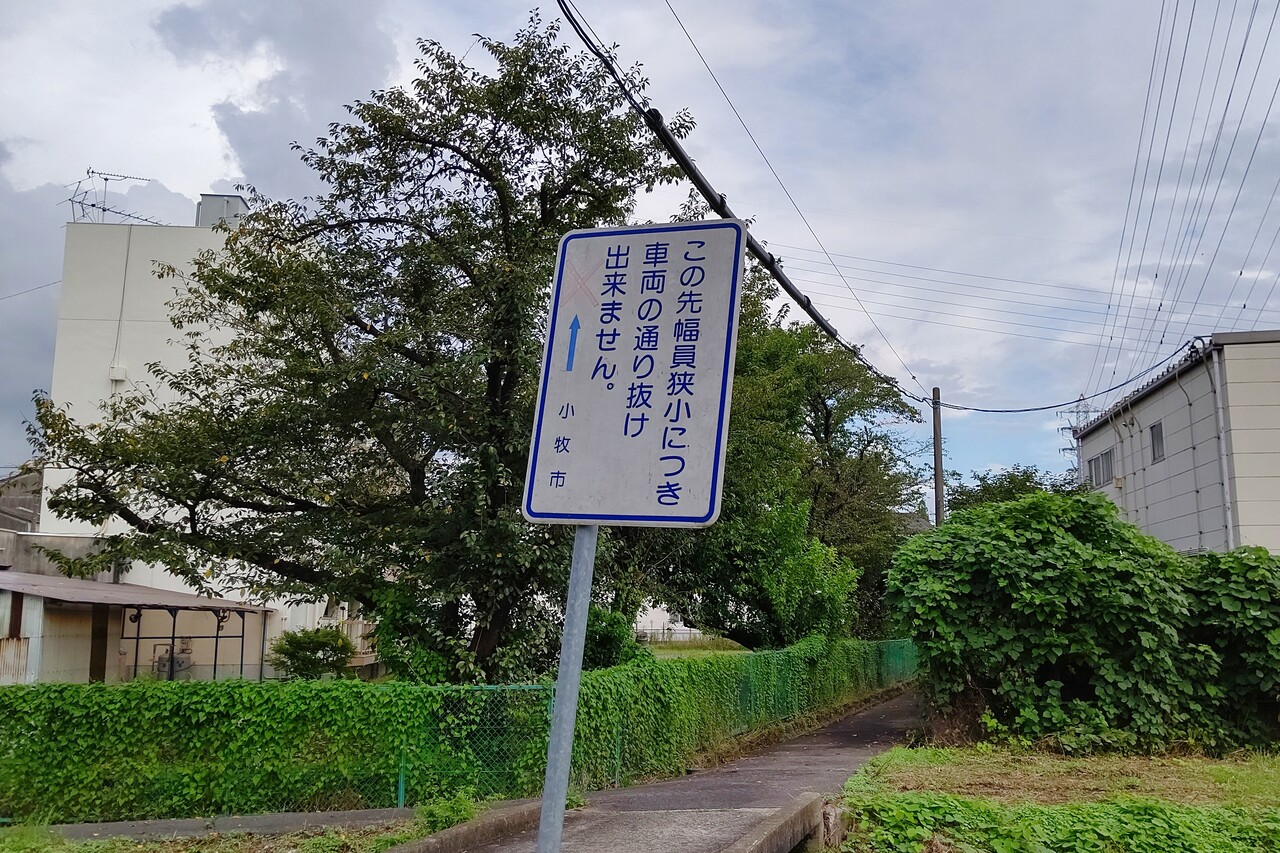 この先幅員狭小につき
車両の通り抜け
出来ません。
小牧市